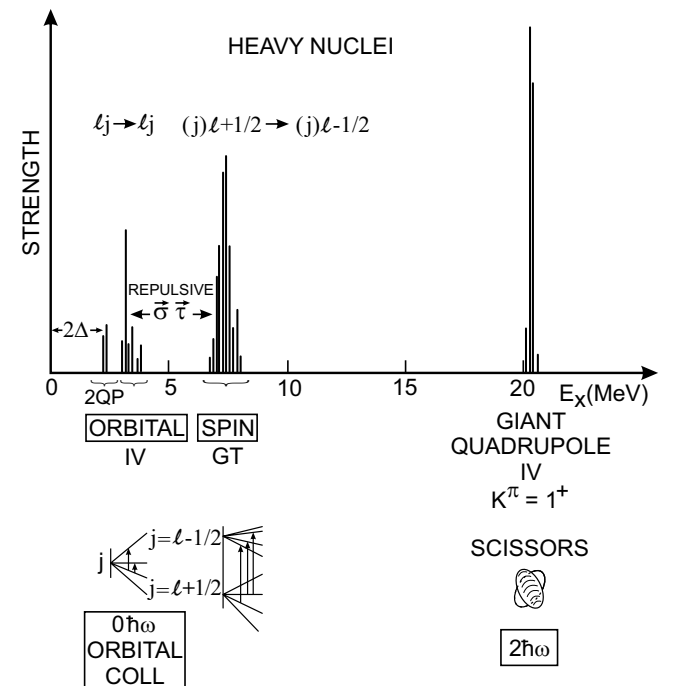 HEAVY NUCLEI
ℓj→ℓj (j)ℓ+1/2→(j)ℓ-1/2
STRENGTH
REPULSIVE
σ⃗ τ⃗
2Δ
0 5 10 15 20 Eₓ(MeV)
2QP
ORBITAL
IV
SPIN
GT
GIANT
QUADRUPOLE
IV
K^π = 1⁺
j=ℓ-1/2
j
j=ℓ+1/2
SCISSORS
0ħω
ORBITAL
COLL
2ħω